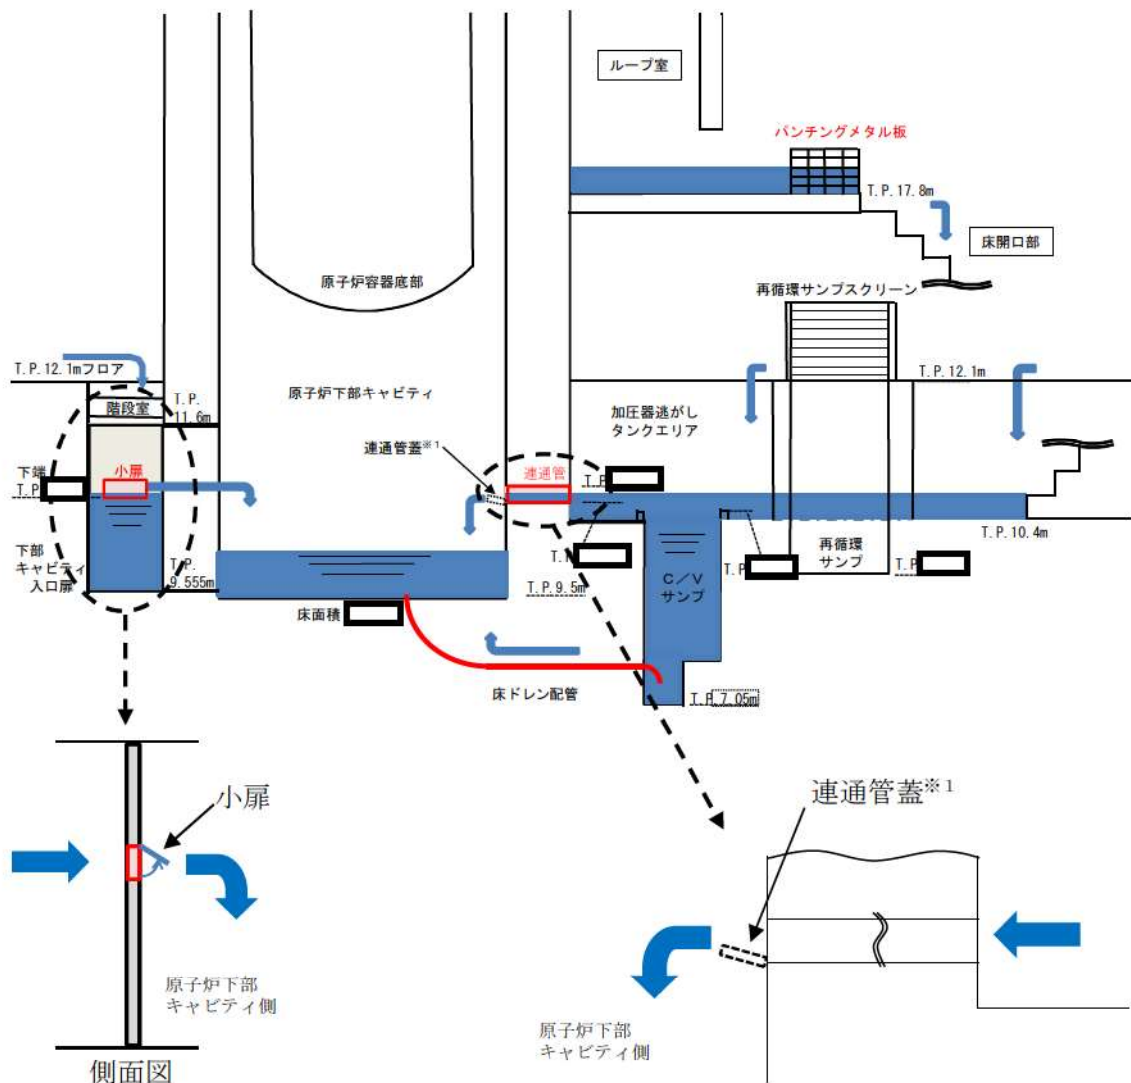 ループ室
パンチングメタル板
T.P.17.8m
床開口部
原子炉容器底部
再循環サンプスクリーン
T.P.12.1mフロア
T.P.12.1m
階段室
T.P.
11.6m
原子炉下部キャビティ
加圧器逃がし
タンクエリア
連通管蓋※1
下端
T.P
小扉
連通管
T.P
下部
キャビティ
入口扉
T.P.
9.555m
T.P.10.4m
T.P.9.5m
T.P
再循環
サンプ
T.P
C/V
サンプ
床面積
床ドレン配管
T.P.7.05m
小扉
連通管蓋※1
原子炉下部
キャビティ側
原子炉下部
キャビティ側
側面図